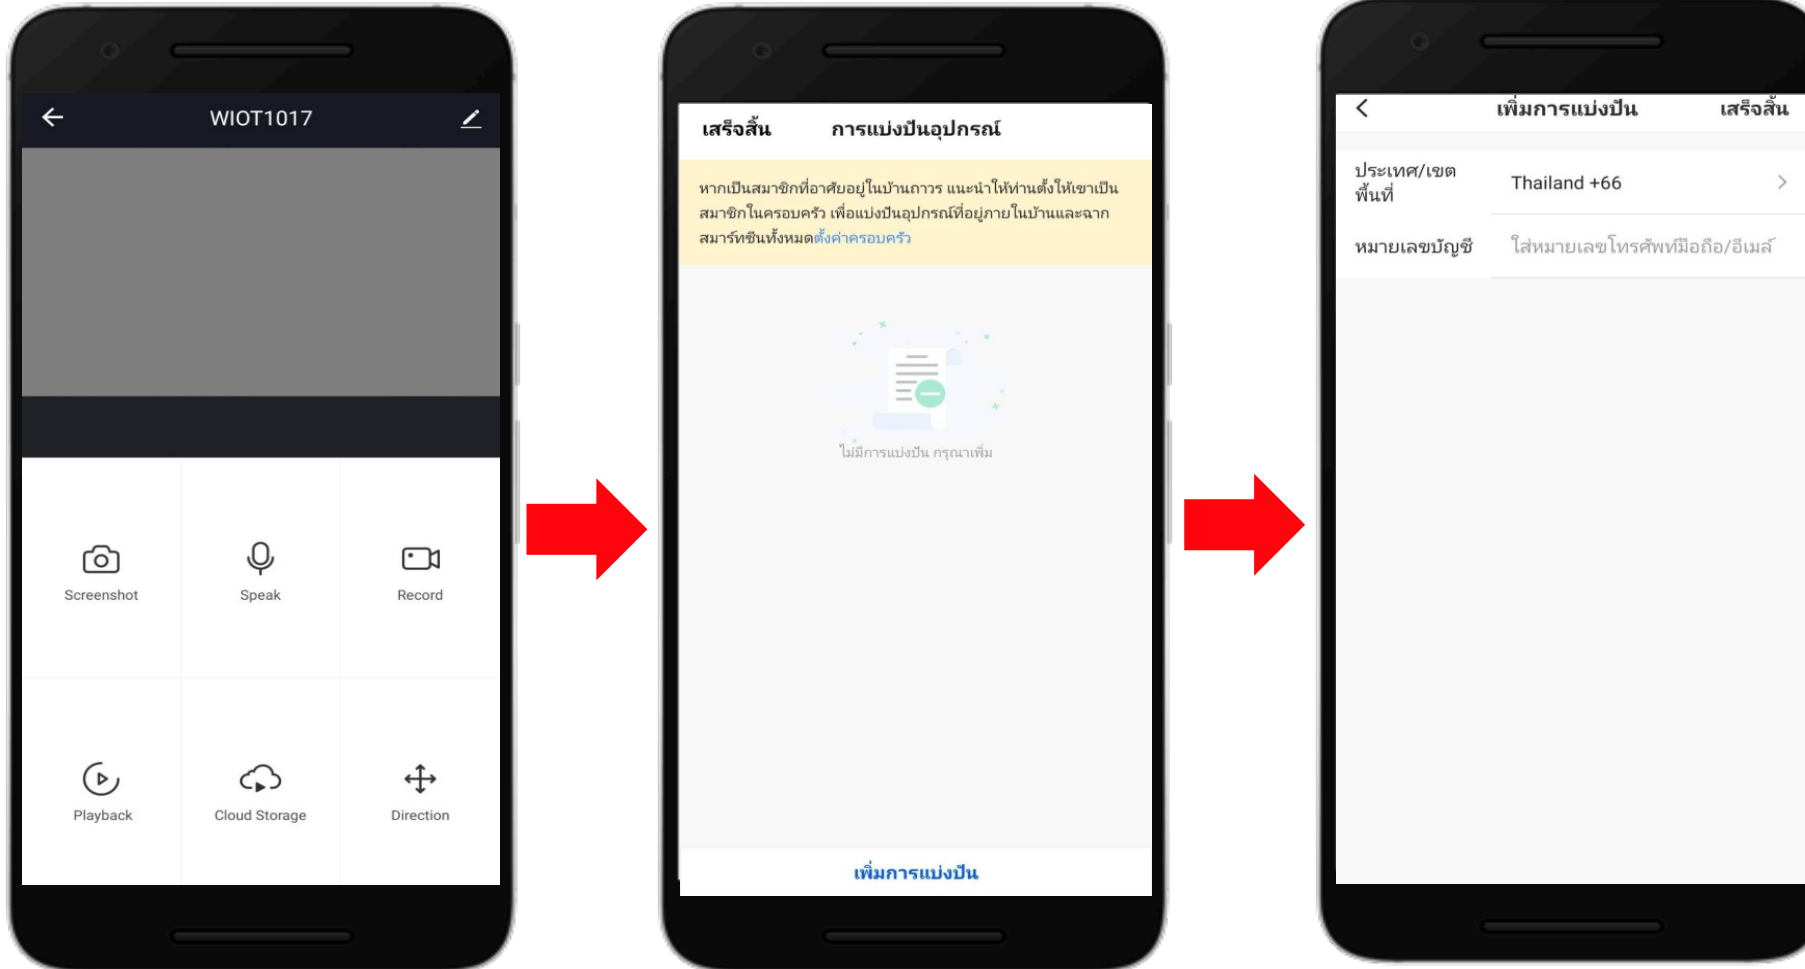 WIOT1017
Screenshot
Speak
Record
Playback
Cloud Storage
Direction
เสร็จสิ้น
การแบ่งปันอุปกรณ์
หากเป็นสมาชิกที่อาศัยอยู่ในบ้านถาวร แนะนำให้ท่านตั้งให้เขาเป็น
สมาชิกในครอบครัว เพื่อแบ่งปันอุปกรณ์ที่อยู่ภายในบ้านและฉาก
สมาร์ทซีนทั้งหมดตั้งค่าครอบครัว
ไม่มีการแบ่งปัน กรุณาเพิ่ม
เพิ่มการแบ่งปัน
เพิ่มการแบ่งปัน
เสร็จสิ้น
ประเทศ/เขต
พื้นที่
Thailand +66
หมายเลขบัญชี
ใส่หมายเลขโทรศัพท์มือถือ/อีเมล์